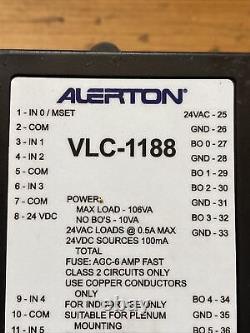 ALERTON
VLC-1188
1 - IN 0 / MSET
2 - COM
3 - IN 1
4 - IN 2
5 - COM
6 - IN 3
7 - COM
8 - 24 VDC
9 - IN 4
10 - COM
11 - IN 5
24VAC - 25
GND - 26
BO 0 - 27
GND - 28
BO 1 - 29
BO 2 - 30
GND - 31
BO 3 - 32
GND - 33
BO 4 - 34
GND - 35
BO 5 - 36
POWER:
MAX LOAD - 106VA
NO BO'S - 10VA
24VAC LOADS @ 0.5A MAX
24VDC SOURCES 100mA
TOTAL
FUSE: AGC-6 AMP FAST
CLASS 2 CIRCUITS ONLY
USE COPPER CONDUCTORS
ONLY
FOR INDOOR USE ONLY
SUITABLE FOR PLENUM
MOUNTING
ebay